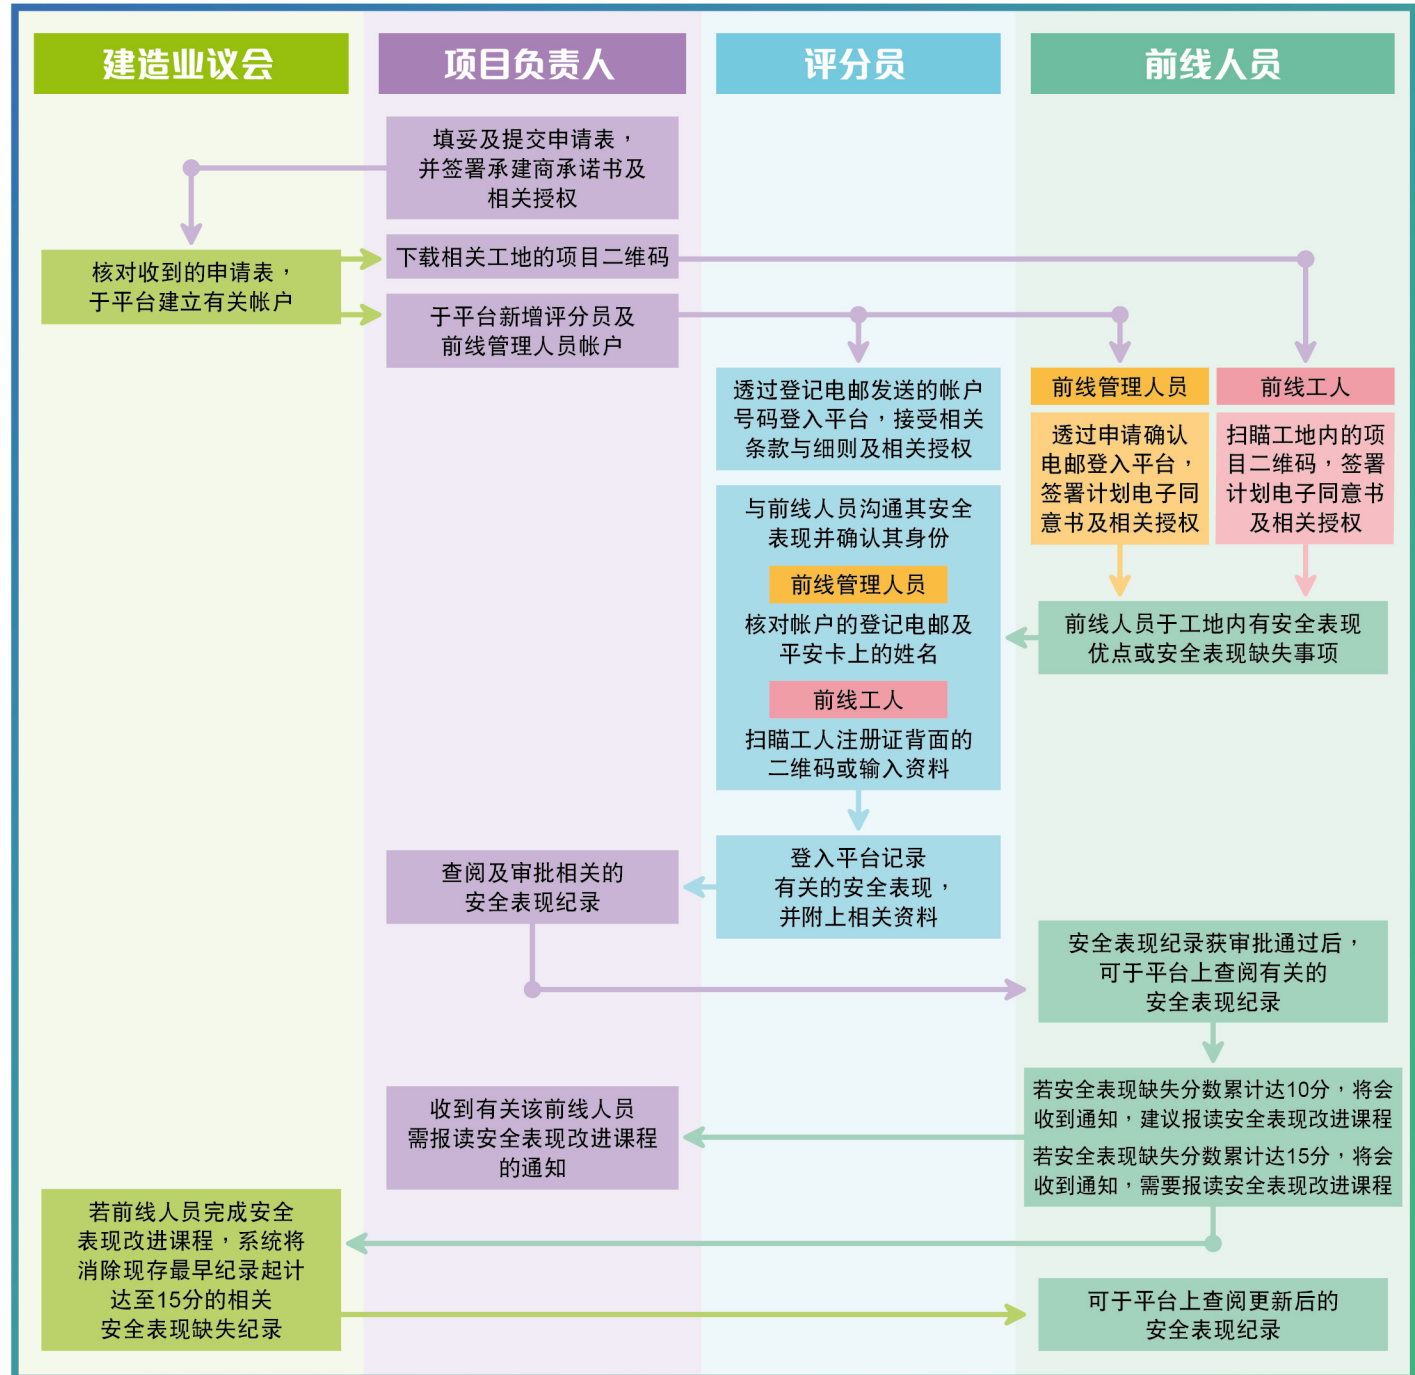 建造业议会
项目负责人
评分员
前线人员
填妥及提交申请表，
并签署承建商承诺书及
相关授权
核对收到的申请表，
于平台建立有关帐户
下载相关工地的项目二维码
于平台新增评分员及
前线管理人员帐户
透过登记电邮发送的帐户
号码登入平台，接受相关
条款与细则及相关授权
前线管理人员
透过申请确认
电邮登入平台，
签署计划电子同
意书及相关授权
前线工人
扫瞄工地内的项
目二维码，签署
计划电子同意书
及相关授权
前线人员于工地内有安全表现
优点或安全表现缺失事项
与前线人员沟通其安全
表现并确认其身份
前线管理人员
核对帐户的登记电邮及
平安卡上的姓名
前线工人
扫瞄工人注册证背面的
二维码或输入资料
登入平台记录
有关的安全表现，
并附上相关资料
查阅及审批相关的
安全表现纪录
安全表现纪录获审批通过后，
可于平台上查阅有关的
安全表现纪录
若安全表现缺失分数累计达10分，将会
收到通知，建议报读安全表现改进课程
若安全表现缺失分数累计达15分，将会
收到通知，需要报读安全表现改进课程
收到有关该前线人员
需报读安全表现改进课程
的通知
若前线人员完成安全
表现改进课程，系统将
消除现存最早纪录起计
达至15分的相关
安全表现缺失纪录
可于平台上查阅更新后的
安全表现纪录